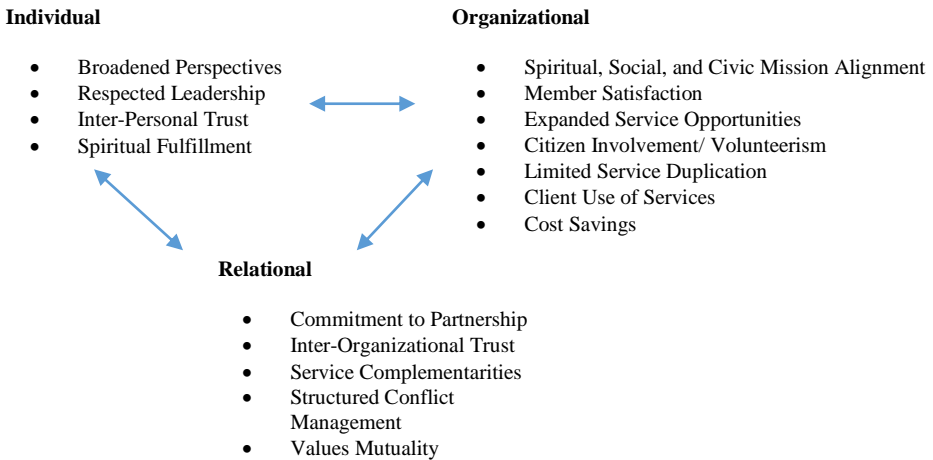 Individual
• Broadened Perspectives
• Respected Leadership
• Inter-Personal Trust
• Spiritual Fulfillment
Organizational
• Spiritual, Social, and Civic Mission Alignment
• Member Satisfaction
• Expanded Service Opportunities
• Citizen Involvement/ Volunteerism
• Limited Service Duplication
• Client Use of Services
• Cost Savings
Relational
• Commitment to Partnership
• Inter-Organizational Trust
• Service Complementarities
• Structured Conflict
Management
• Values Mutuality